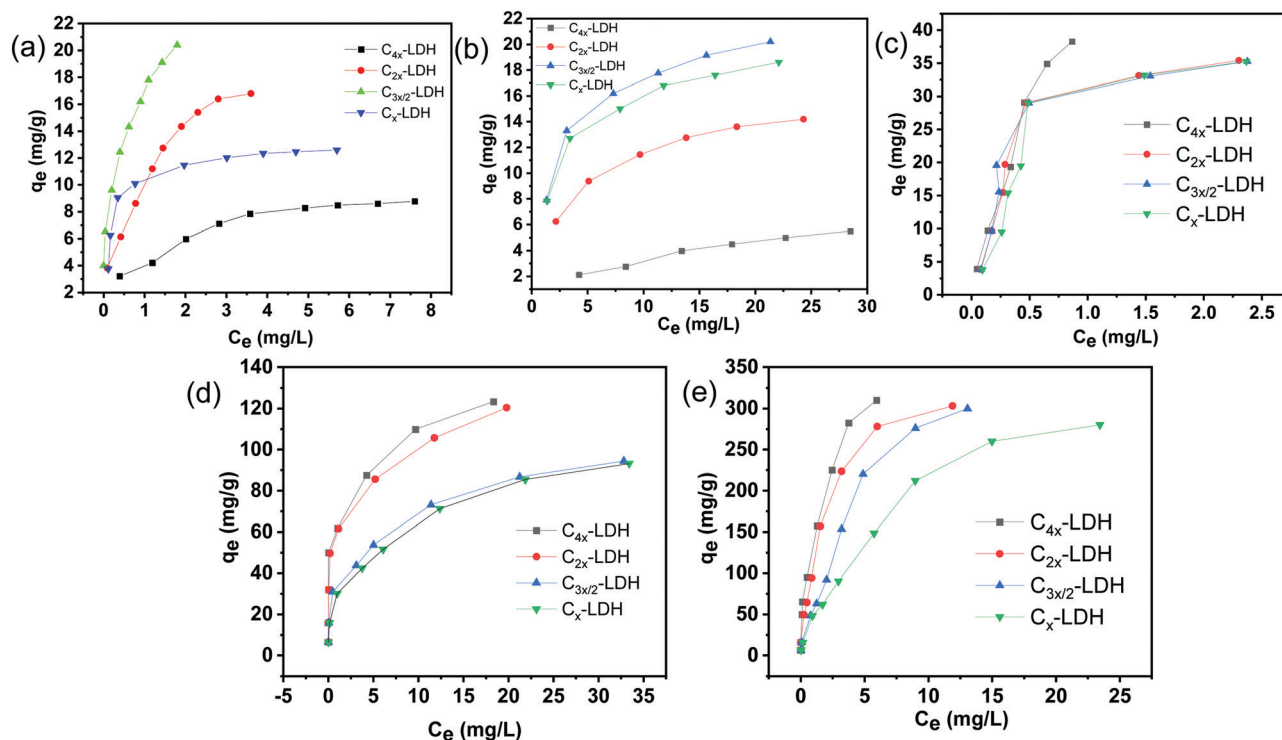 (a)
22
20
18
16
14
12
10
8
6
4
2
qe (mg/g)
C4x-LDH
C2x-LDH
C3x/2-LDH
Cx-LDH
0 1 2 3 4 5 6 7 8
Ce (mg/L)
(b)
22
20
18
16
14
12
10
8
6
4
2
qe (mg/g)
C4x-LDH
C2x-LDH
C3x/2-LDH
Cx-LDH
0 5 10 15 20 25 30
Ce (mg/L)
(c)
40
35
30
25
20
15
10
5
0
qe (mg/g)
C4x-LDH
C2x-LDH
C3x/2-LDH
Cx-LDH
0.0 0.5 1.0 1.5 2.0 2.5
Ce (mg/L)
(d)
140
120
100
80
60
40
20
0
qe (mg/g)
C4x-LDH
C2x-LDH
C3x/2-LDH
Cx-LDH
-5 0 5 10 15 20 25 30 35
Ce (mg/L)
(e)
350
300
250
200
150
100
50
0
qe (mg/g)
C4x-LDH
C2x-LDH
C3x/2-LDH
Cx-LDH
0 5 10 15 20 25
Ce (mg/L)